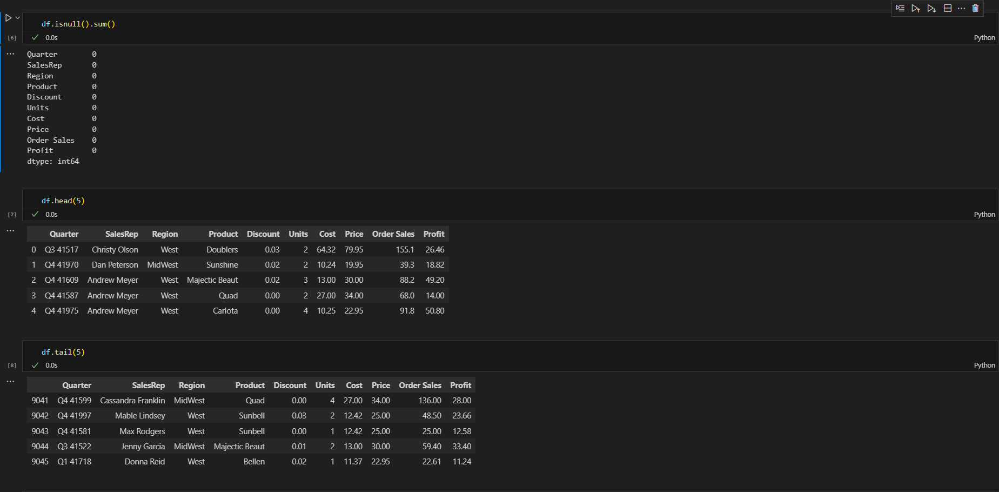 df.isnull().sum()
[6] 0.0s Python
Quarter 0
SalesRep 0
Region 0
Product 0
Discount 0
Units 0
Cost 0
Price 0
Order Sales 0
Profit 0
dtype: int64
df.head(5)
[7] 0.0s Python
Quarter SalesRep Region Product Discount Units Cost Price Order Sales Profit
0 Q3 41517 Christy Olson West Doublers 0.03 2 64.32 79.95 155.1 26.46
1 Q4 41970 Dan Peterson MidWest Sunshine 0.02 2 10.24 19.95 39.3 18.82
2 Q4 41609 Andrew Meyer West Majectic Beaut 0.02 3 13.00 30.00 88.2 49.20
3 Q4 41587 Andrew Meyer West Quad 0.00 2 27.00 34.00 68.0 14.00
4 Q4 41975 Andrew Meyer West Carlota 0.00 4 10.25 22.95 91.8 50.80
df.tail(5)
[8] 0.0s Python
Quarter SalesRep Region Product Discount Units Cost Price Order Sales Profit
9041 Q4 41599 Cassandra Franklin MidWest Quad 0.00 4 27.00 34.00 136.00 28.00
9042 Q4 41997 Mable Lindsey West Sunbell 0.03 2 12.42 25.00 48.50 23.66
9043 Q4 41581 Max Rodgers West Sunbell 0.00 1 12.42 25.00 25.00 12.58
9044 Q3 41522 Jenny Garcia MidWest Majectic Beaut 0.01 2 13.00 30.00 59.40 33.40
9045 Q1 41718 Donna Reid West Bellen 0.02 1 11.37 22.95 22.61 11.24